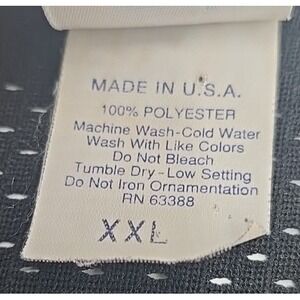 MADE IN U.S.A.
100% POLYESTER
Machine Wash-Cold Water
Wash With Like Colors
Do Not Bleach
Tumble Dry-Low Setting
Do Not Iron Ornamentation
RN 63388
XXL